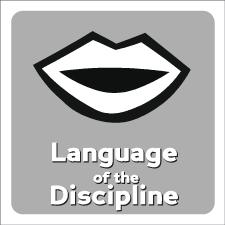 Language
of the
Discipline